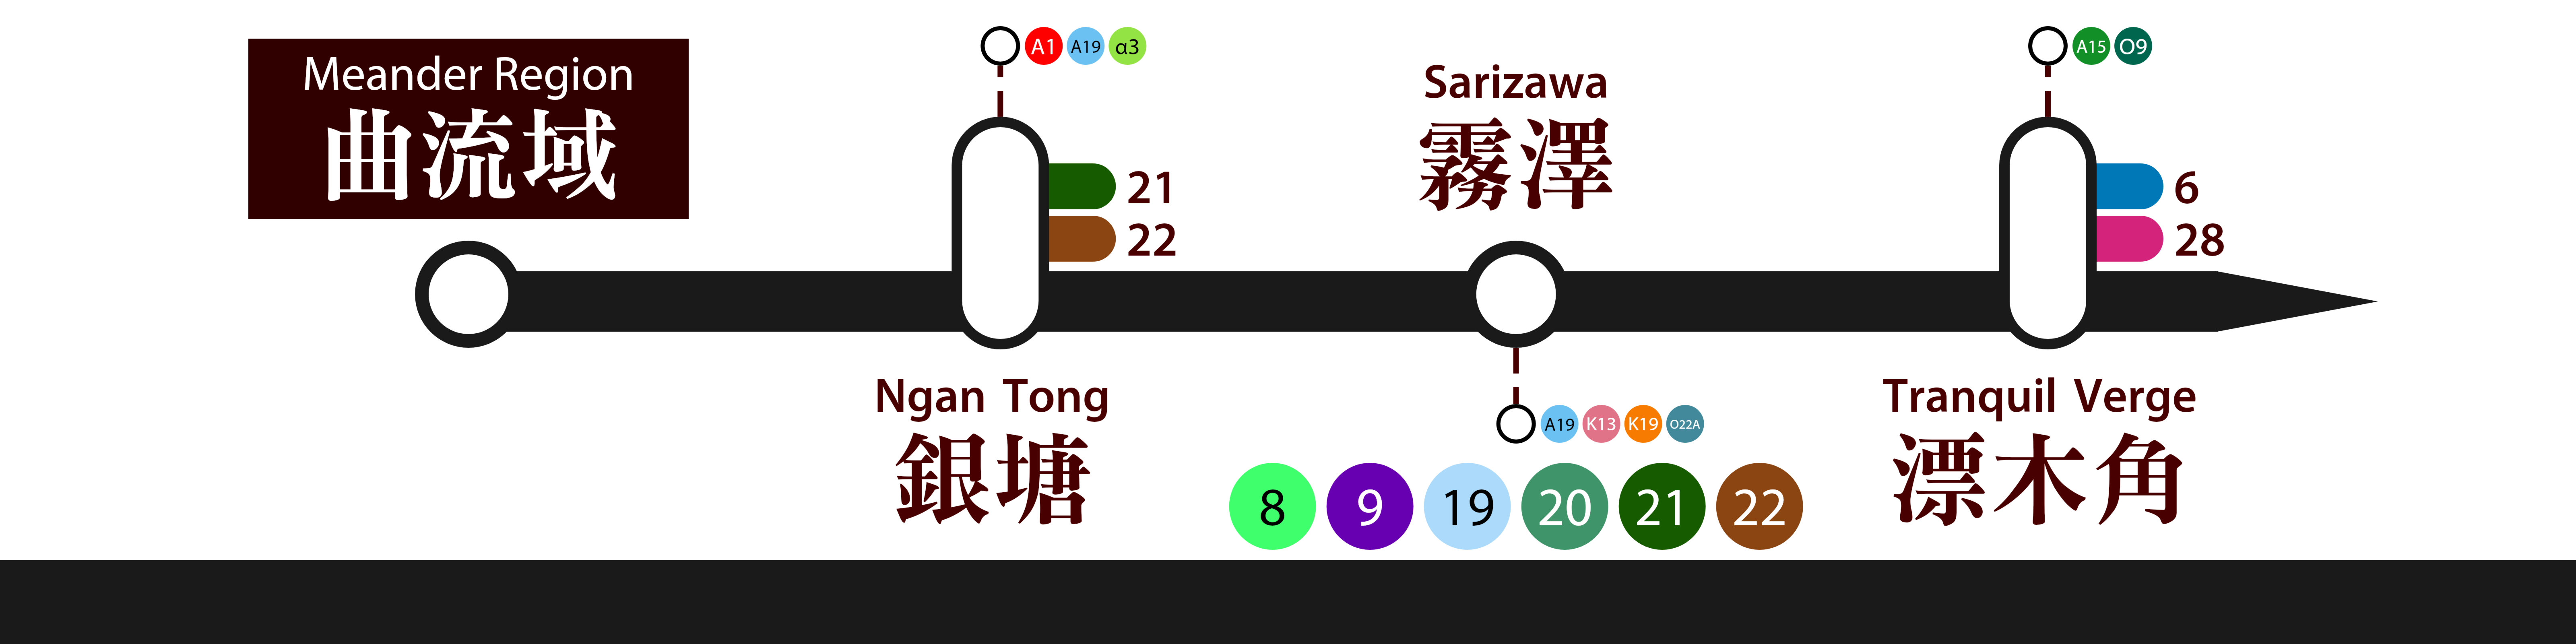 Meander Region
曲流域
A1 A19 α3
21
22
Ngan Tong
銀塘
Sarizawa
霧澤
A19 K13 K19 O22A
8 9 19 20 21 22
A15 O9
6
28
Tranquil Verge
漂木角